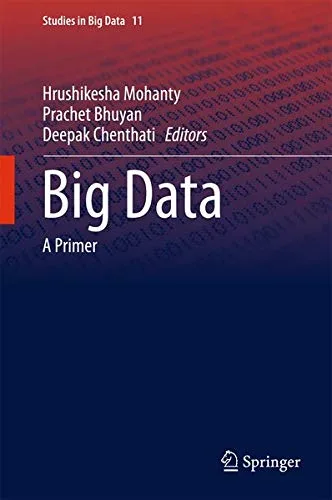 Studies in Big Data 11
Hrushikesha Mohanty
Prachet Bhuyan
Deepak Chenthati Editors
Big Data
A Primer
Springer